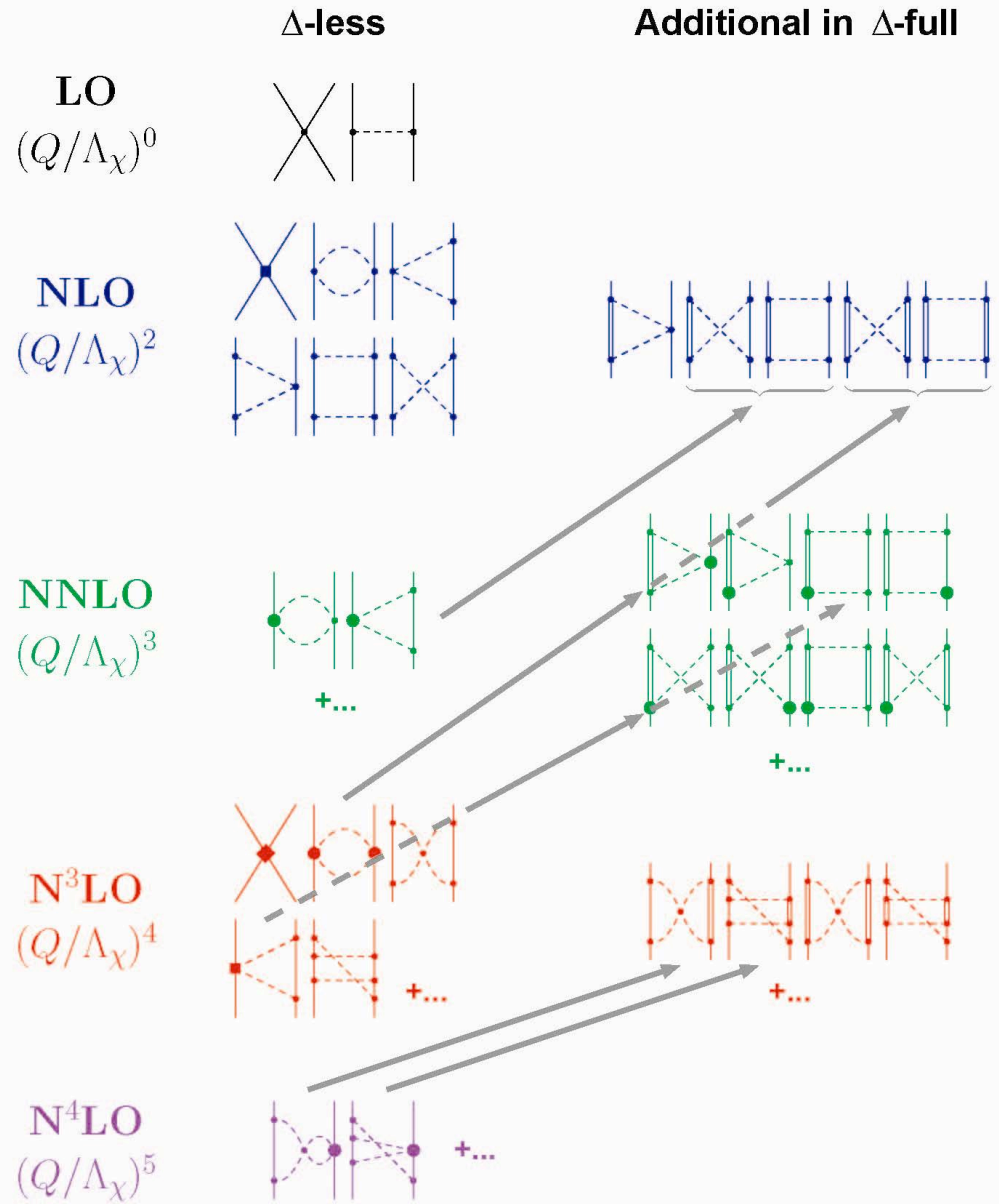 Δ-less Additional in Δ-full
LO
(Q/Λχ)⁰
NLO
(Q/Λχ)²
NNLO
(Q/Λχ)³
+...
+...
N³LO
(Q/Λχ)⁴
+...
+...
N⁴LO
(Q/Λχ)⁵
+...